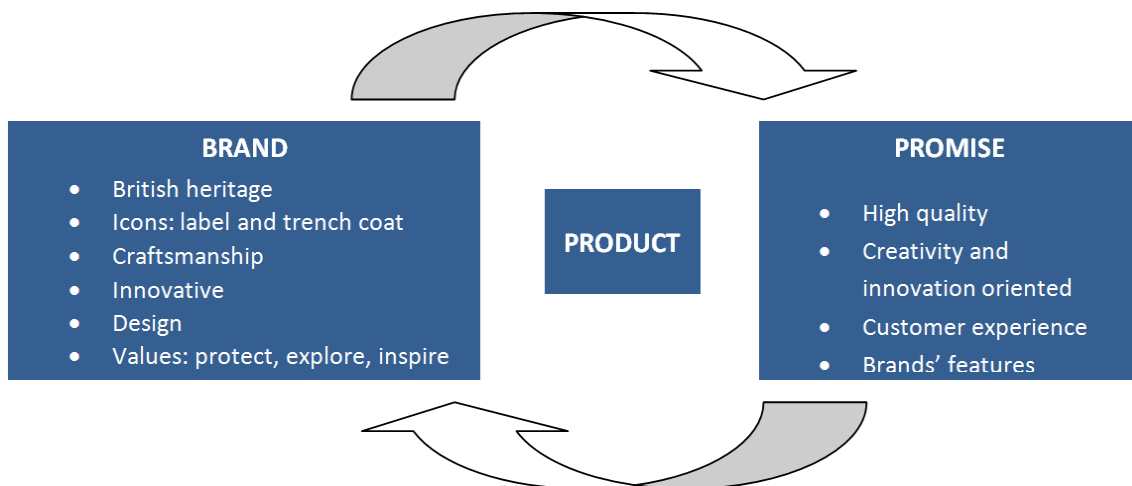 BRAND
• British heritage
• Icons: label and trench coat
• Craftsmanship
• Innovative
• Design
• Values: protect, explore, inspire
PRODUCT
PROMISE
• High quality
• Creativity and
innovation oriented
• Customer experience
• Brands’ features